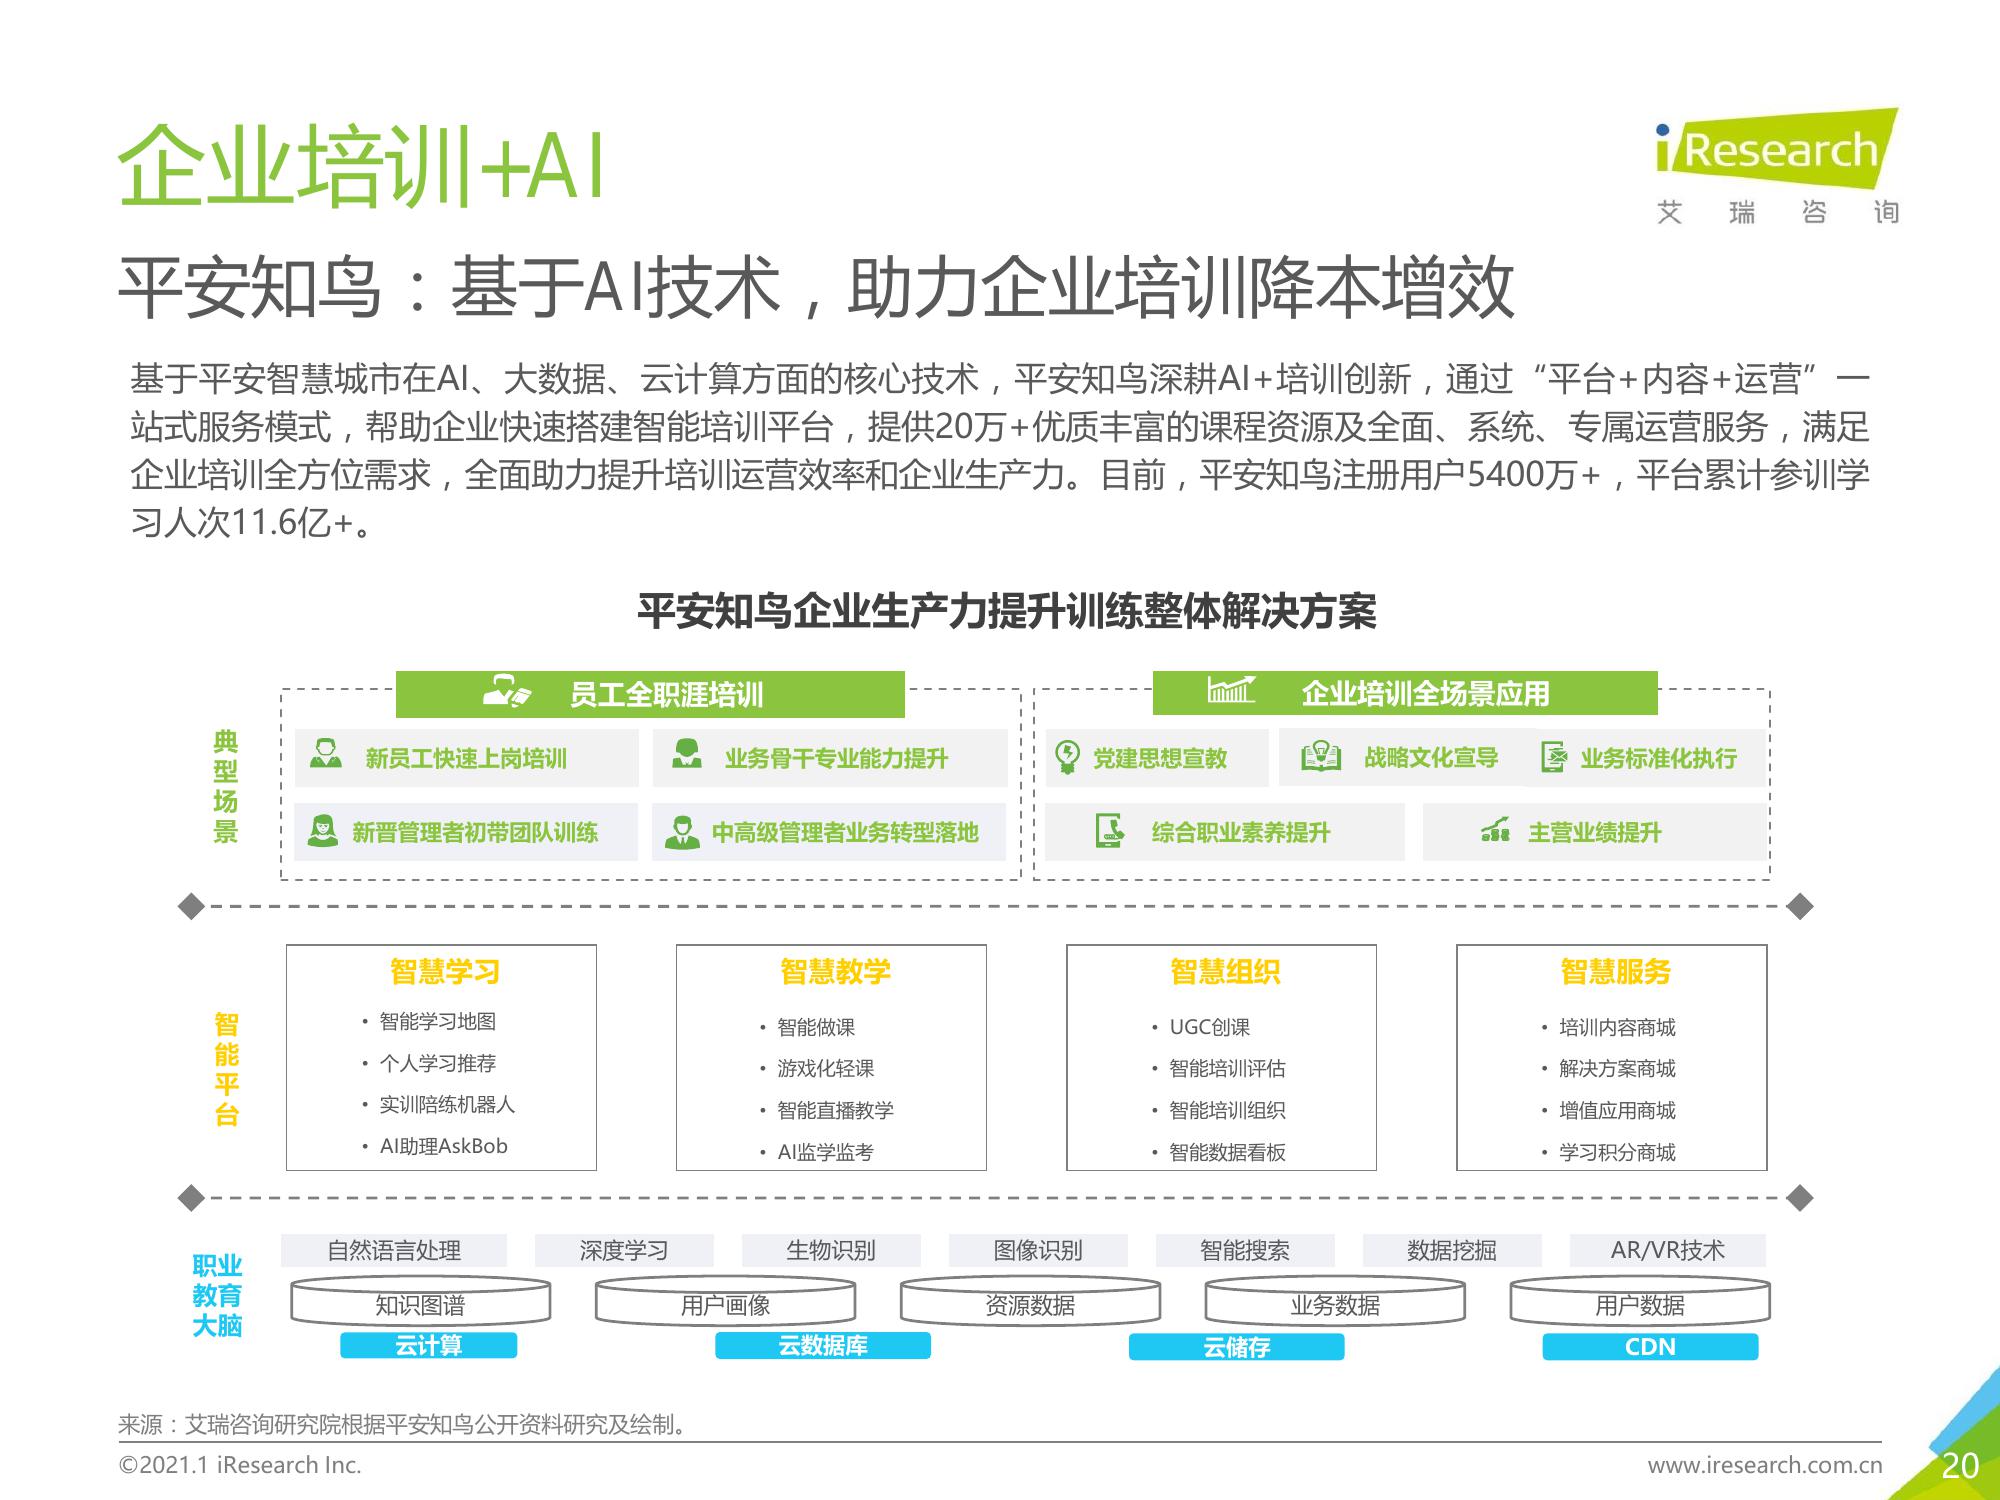 企业培训+AI
iResearch
艾瑞咨询
平安知鸟：基于AI技术，助力企业培训降本增效
基于平安智慧城市在AI、大数据、云计算方面的核心技术，平安知鸟深耕AI+培训创新，通过“平台+内容+运营”一
站式服务模式，帮助企业快速搭建智能培训平台，提供20万+优质丰富的课程资源及全面、系统、专属运营服务，满足
企业培训全方位需求，全面助力提升培训运营效率和企业生产力。目前，平安知鸟注册用户5400万+，平台累计参训学
习人次11.6亿+。
平安知鸟企业生产力提升训练整体解决方案
典型场景
员工全职涯培训
新员工快速上岗培训
业务骨干专业能力提升
新晋管理者初带团队训练
中高级管理者业务转型落地
企业培训全场景应用
党建思想宣教
战略文化宣导
业务标准化执行
综合职业素养提升
主营业绩提升
智能平台
智慧学习
• 智能学习地图
• 个人学习推荐
• 实训陪练机器人
• AI助理AskBob
智慧教学
• 智能做课
• 游戏化轻课
• 智能直播教学
• AI监学监考
智慧组织
• UGC创课
• 智能培训评估
• 智能培训组织
• 智能数据看板
智慧服务
• 培训内容商城
• 解决方案商城
• 增值应用商城
• 学习积分商城
职业
教育
大脑
自然语言处理 深度学习 生物识别 图像识别 智能搜索 数据挖掘 AR/VR技术
知识图谱 用户画像 资源数据 业务数据 用户数据
云计算 云数据库 云储存 CDN
来源：艾瑞咨询研究院根据平安知鸟公开资料研究及绘制。
©2021.1 iResearch Inc.
www.iresearch.com.cn
20